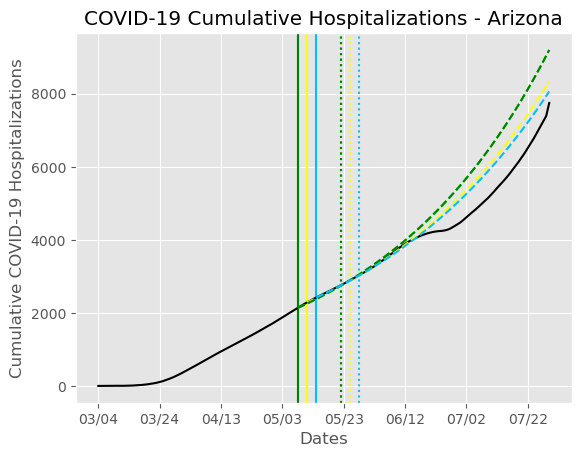 COVID-19 Cumulative Hospitalizations - Arizona
Cumulative COVID-19 Hospitalizations
8000
6000
4000
2000
0
03/04 03/24 04/13 05/03 05/23 06/12 07/02 07/22
Dates